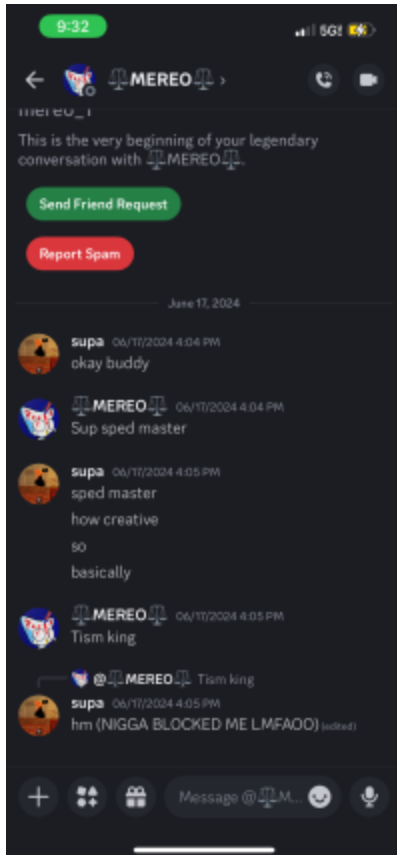 9:32
5G
MEREO ›
mereo_1
This is the very beginning of your legendary
conversation with ⚖MEREO⚖.
Send Friend Request
Report Spam
June 17, 2024
supa 06/17/2024 4:04 PM
okay buddy
⚖MEREO⚖ 06/17/2024 4:04 PM
Sup sped master
supa 06/17/2024 4:05 PM
sped master
how creative
so
basically
⚖MEREO⚖ 06/17/2024 4:05 PM
Tism king
@⚖MEREO⚖ Tism king
supa 06/17/2024 4:05 PM
hm (NIGGA BLOCKED ME LMFAOO) (edited)
Message @⚖M...